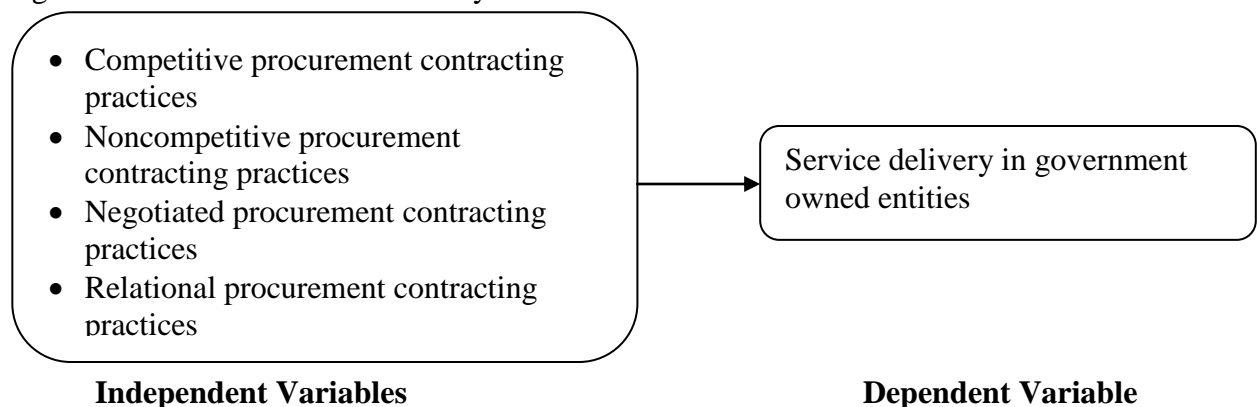 • Competitive procurement contracting
practices
• Noncompetitive procurement
contracting practices
• Negotiated procurement contracting
practices
• Relational procurement contracting
practices
Service delivery in government
owned entities
Independent Variables
Dependent Variable